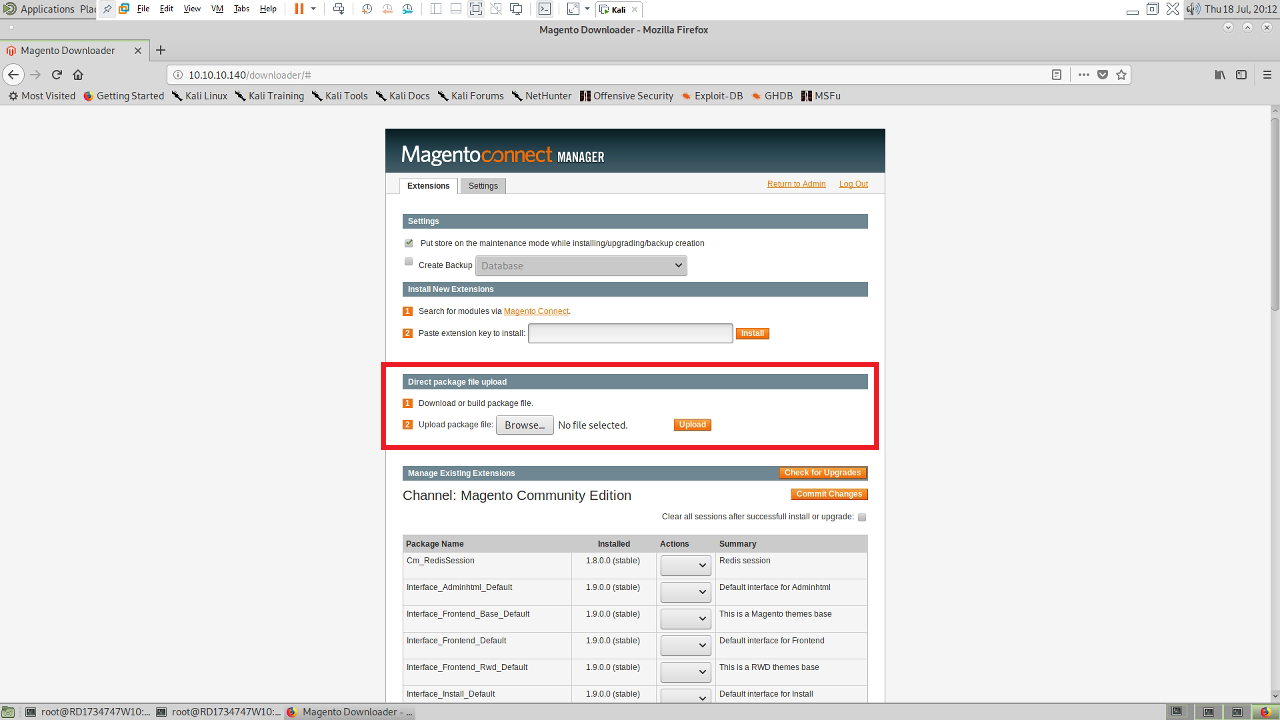 Applications Plac File Edit View VM Tabs Help Kali Thu 18 Jul, 20:12
Magento Downloader - Mozilla Firefox
Magento Downloader
10.10.10.140/downloader/#
Most Visited Getting Started Kali Linux Kali Training Kali Tools Kali Docs Kali Forums NetHunter Offensive Security Exploit-DB GHDB MSFu
Magentoconnect MANAGER
Extensions Settings Return to Admin Log Out
Settings
Put store on the maintenance mode while installing/upgrading/backup creation
Create Backup Database
Install New Extensions
1 Search for modules via Magento Connect.
2 Paste extension key to install: Install
Direct package file upload
1 Download or build package file.
2 Upload package file: Browse... No file selected. Upload
Manage Existing Extensions Check for Upgrades
Channel: Magento Community Edition Commit Changes
Clear all sessions after successfull install or upgrade:
Package Name Installed Actions Summary
Cm_RedisSession 1.8.0.0 (stable) Redis session
Interface_Adminhtml_Default 1.9.0.0 (stable) Default interface for Adminhtml
Interface_Frontend_Base_Default 1.9.0.0 (stable) This is a Magento themes base
Interface_Frontend_Default 1.9.0.0 (stable) Default interface for Frontend
Interface_Frontend_Rwd_Default 1.9.0.0 (stable) This is a RWD themes base
Interface_Install_Default 1.9.0.0 (stable) Default interface for Install
root@RD1734747W10:... root@RD1734747W10:... Magento Downloader - ...